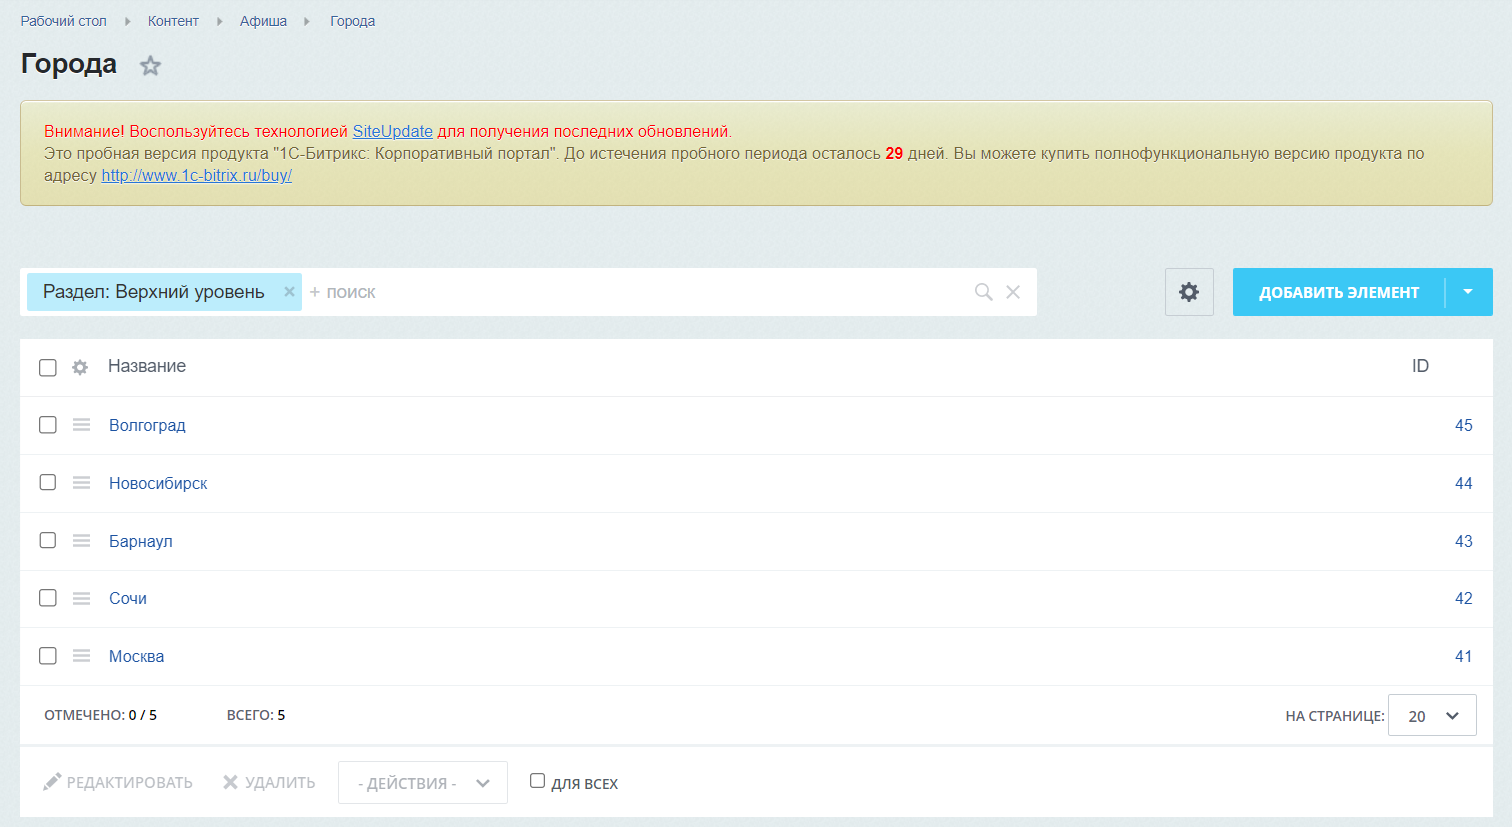 Рабочий стол Контент Афиша Города
Города
Внимание! Воспользуйтесь технологией SiteUpdate для получения последних обновлений.
Это пробная версия продукта "1С-Битрикс: Корпоративный портал". До истечения пробного периода осталось 29 дней. Вы можете купить полнофункциональную версию продукта по
адресу http://www.1c-bitrix.ru/buy/
Раздел: Верхний уровень + поиск
ДОБАВИТЬ ЭЛЕМЕНТ
Название ID
Волгоград 45
Новосибирск 44
Барнаул 43
Сочи 42
Москва 41
ОТМЕЧЕНО: 0 / 5 ВСЕГО: 5 НА СТРАНИЦЕ: 20
РЕДАКТИРОВАТЬ УДАЛИТЬ - ДЕЙСТВИЯ - ДЛЯ ВСЕХ